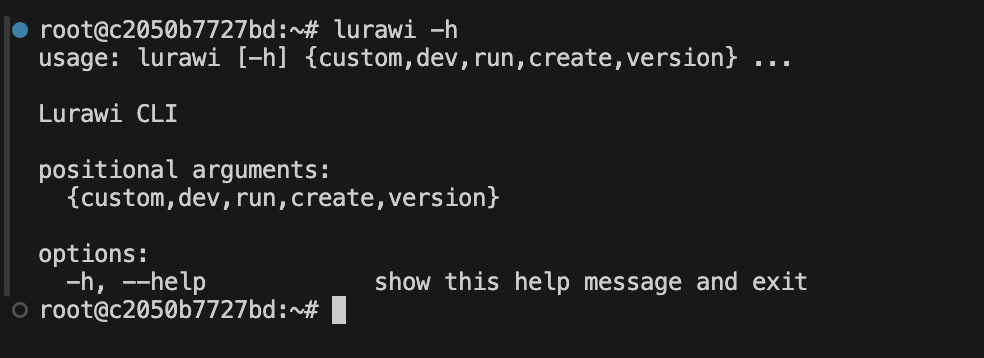 root@c2050b7727bd:~# lurawi -h
usage: lurawi [-h] {custom,dev,run,create,version} ...

Lurawi CLI

positional arguments:
  {custom,dev,run,create,version}

options:
  -h, --help            show this help message and exit
root@c2050b7727bd:~#